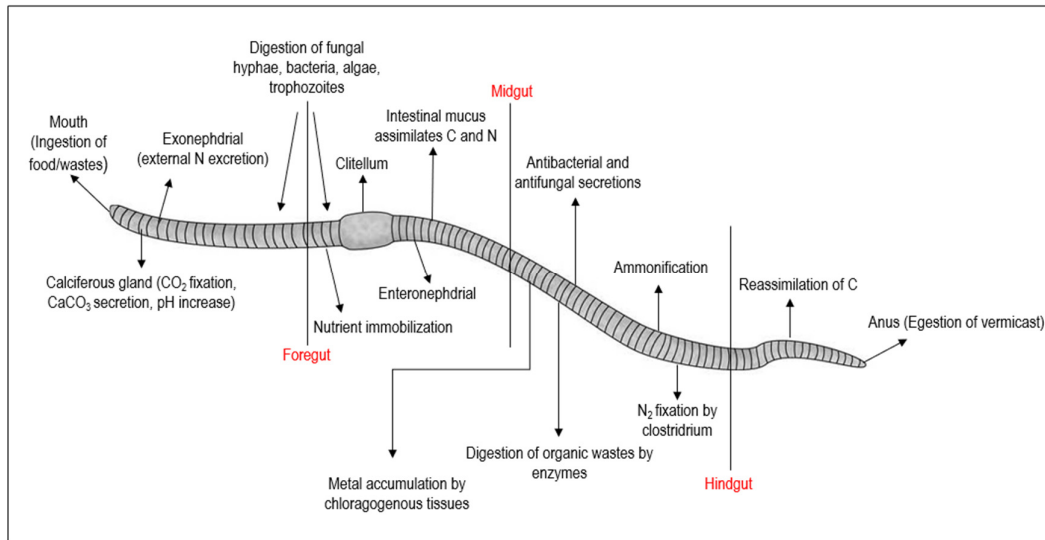 Digestion of fungal
hyphae, bacteria, algae,
trophozoites
Midgut
Mouth
(Ingestion of
food/wastes)
Exonephdrial
(external N excretion)
Clitellum
Intestinal mucus
assimilates C and N
Antibacterial and
antifungal secretions
Calciferous gland (CO₂ fixation,
CaCO₃ secretion, pH increase)
Enteronephdrial
Nutrient immobilization
Foregut
Ammonification
Reassimilation of C
Anus (Egestion of vermicast)
N₂ fixation by
clostridrium
Digestion of organic wastes by
enzymes
Metal accumulation by
chloragogenous tissues
Hindgut